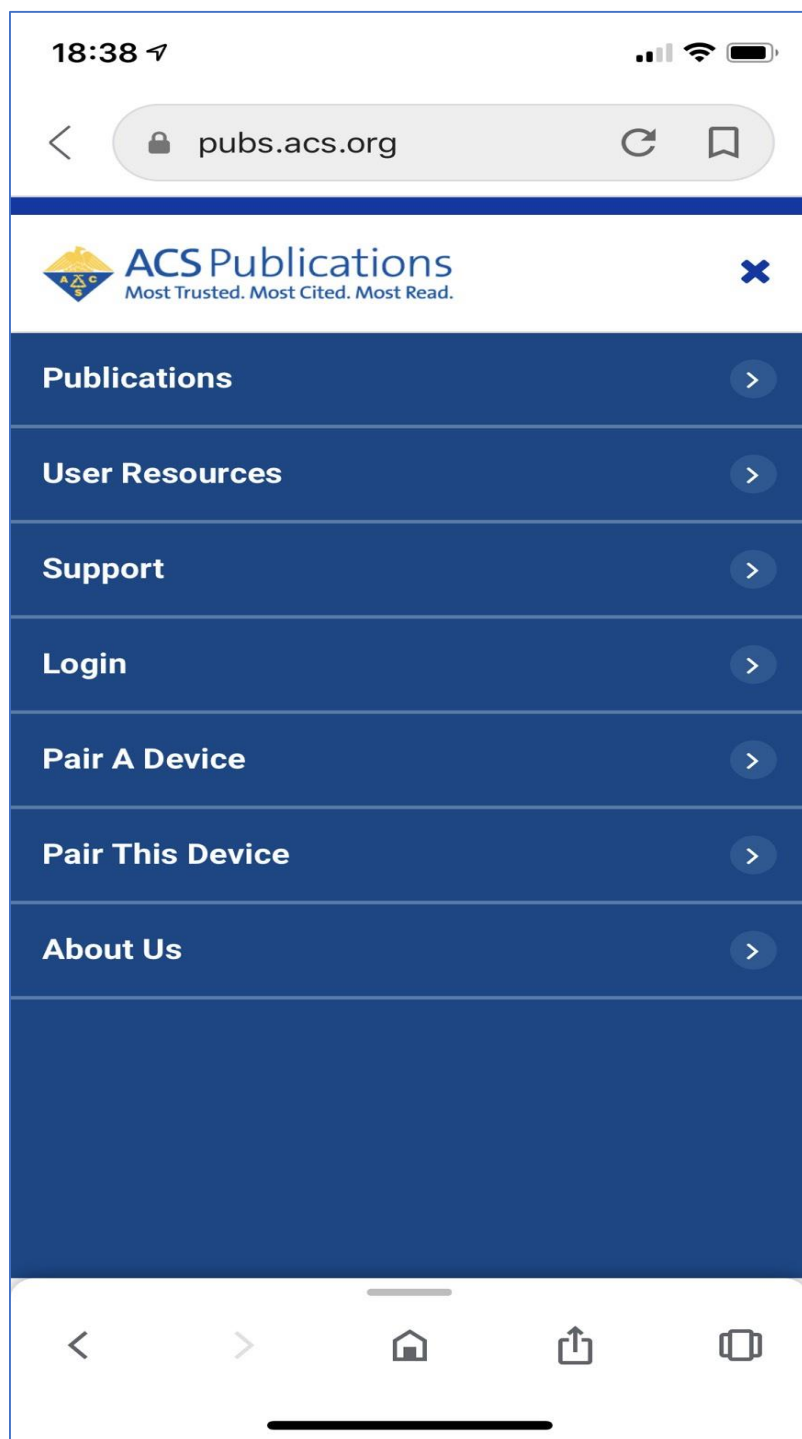 18:38
pubs.acs.org
A C S
ACS Publications
Most Trusted. Most Cited. Most Read.
Publications
User Resources
Support
Login
Pair A Device
Pair This Device
About Us